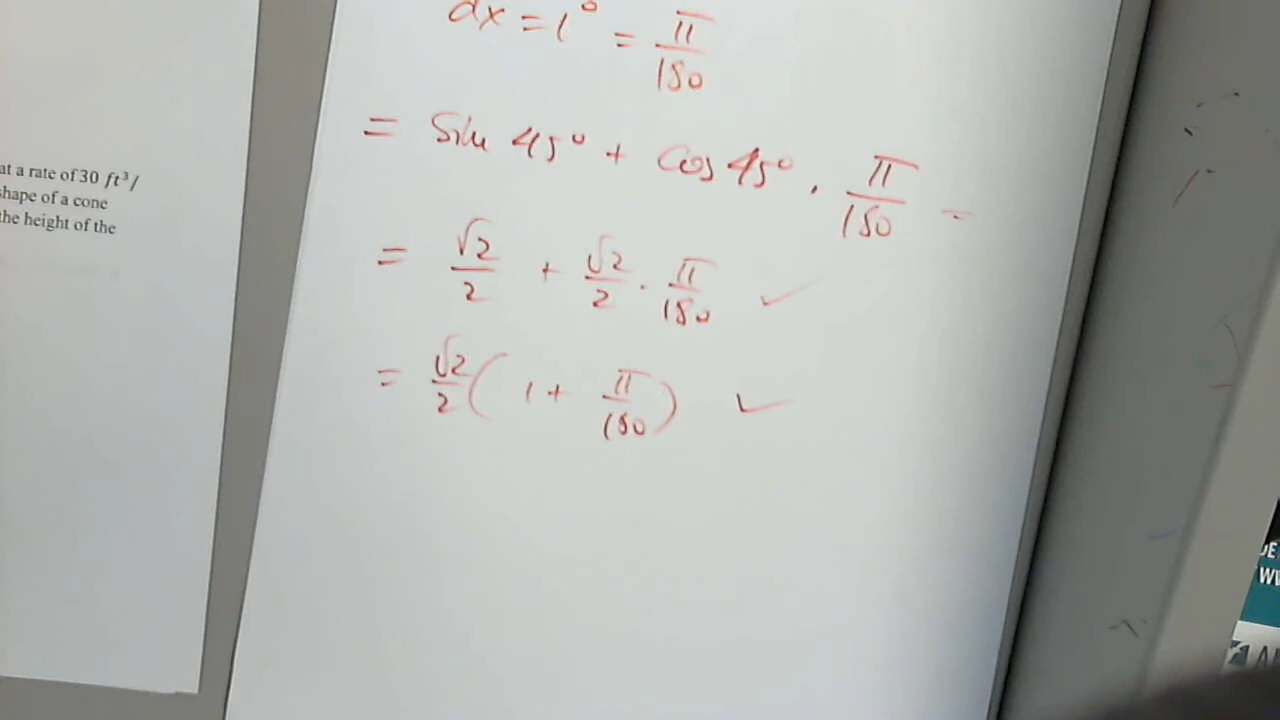 dx = 1° = π/180
= Sin 45° + Cos 45° . π/180 =
= √2/2 + √2/2 . π/180 ✓
= √2/2 ( 1 + π/180 ) ✓
at a rate of 30 ft³/
shape of a cone
the height of the